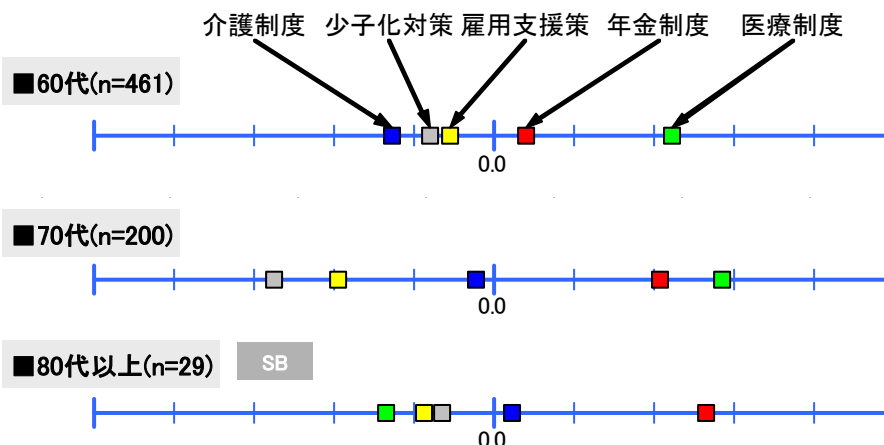 介護制度 少子化対策 雇用支援策 年金制度 医療制度
■60代(n=461)
0.0
■70代(n=200)
0.0
■80代以上(n=29)
SB
0.0